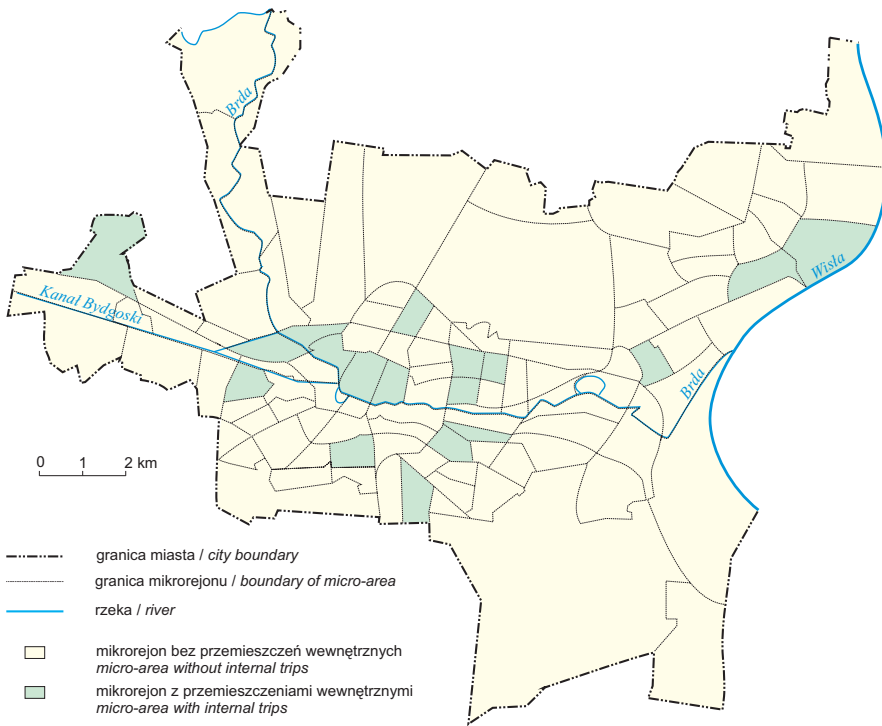 Brda
Kanał Bydgoski
Wisła
Brda
0 1 2 km
granica miasta / city boundary
granica mikrorejonu / boundary of micro-area
rzeka / river
mikrorejon bez przemieszczeń wewnętrznych
micro-area without internal trips
mikrorejon z przemieszczeniami wewnętrznymi
micro-area with internal trips